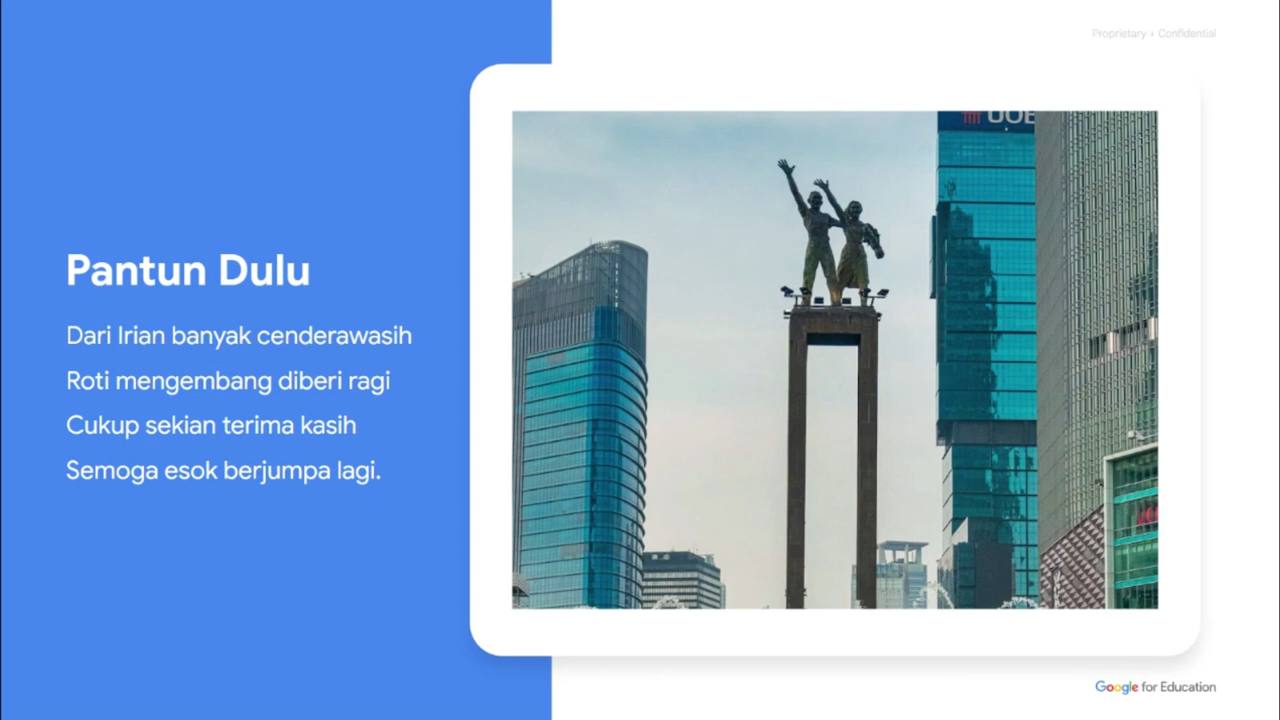 Proprietary + Confidential
UOB
Pantun Dulu
Dari Irian banyak cenderawasih
Roti mengembang diberi ragi
Cukup sekian terima kasih
Semoga esok berjumpa lagi.
Google for Education